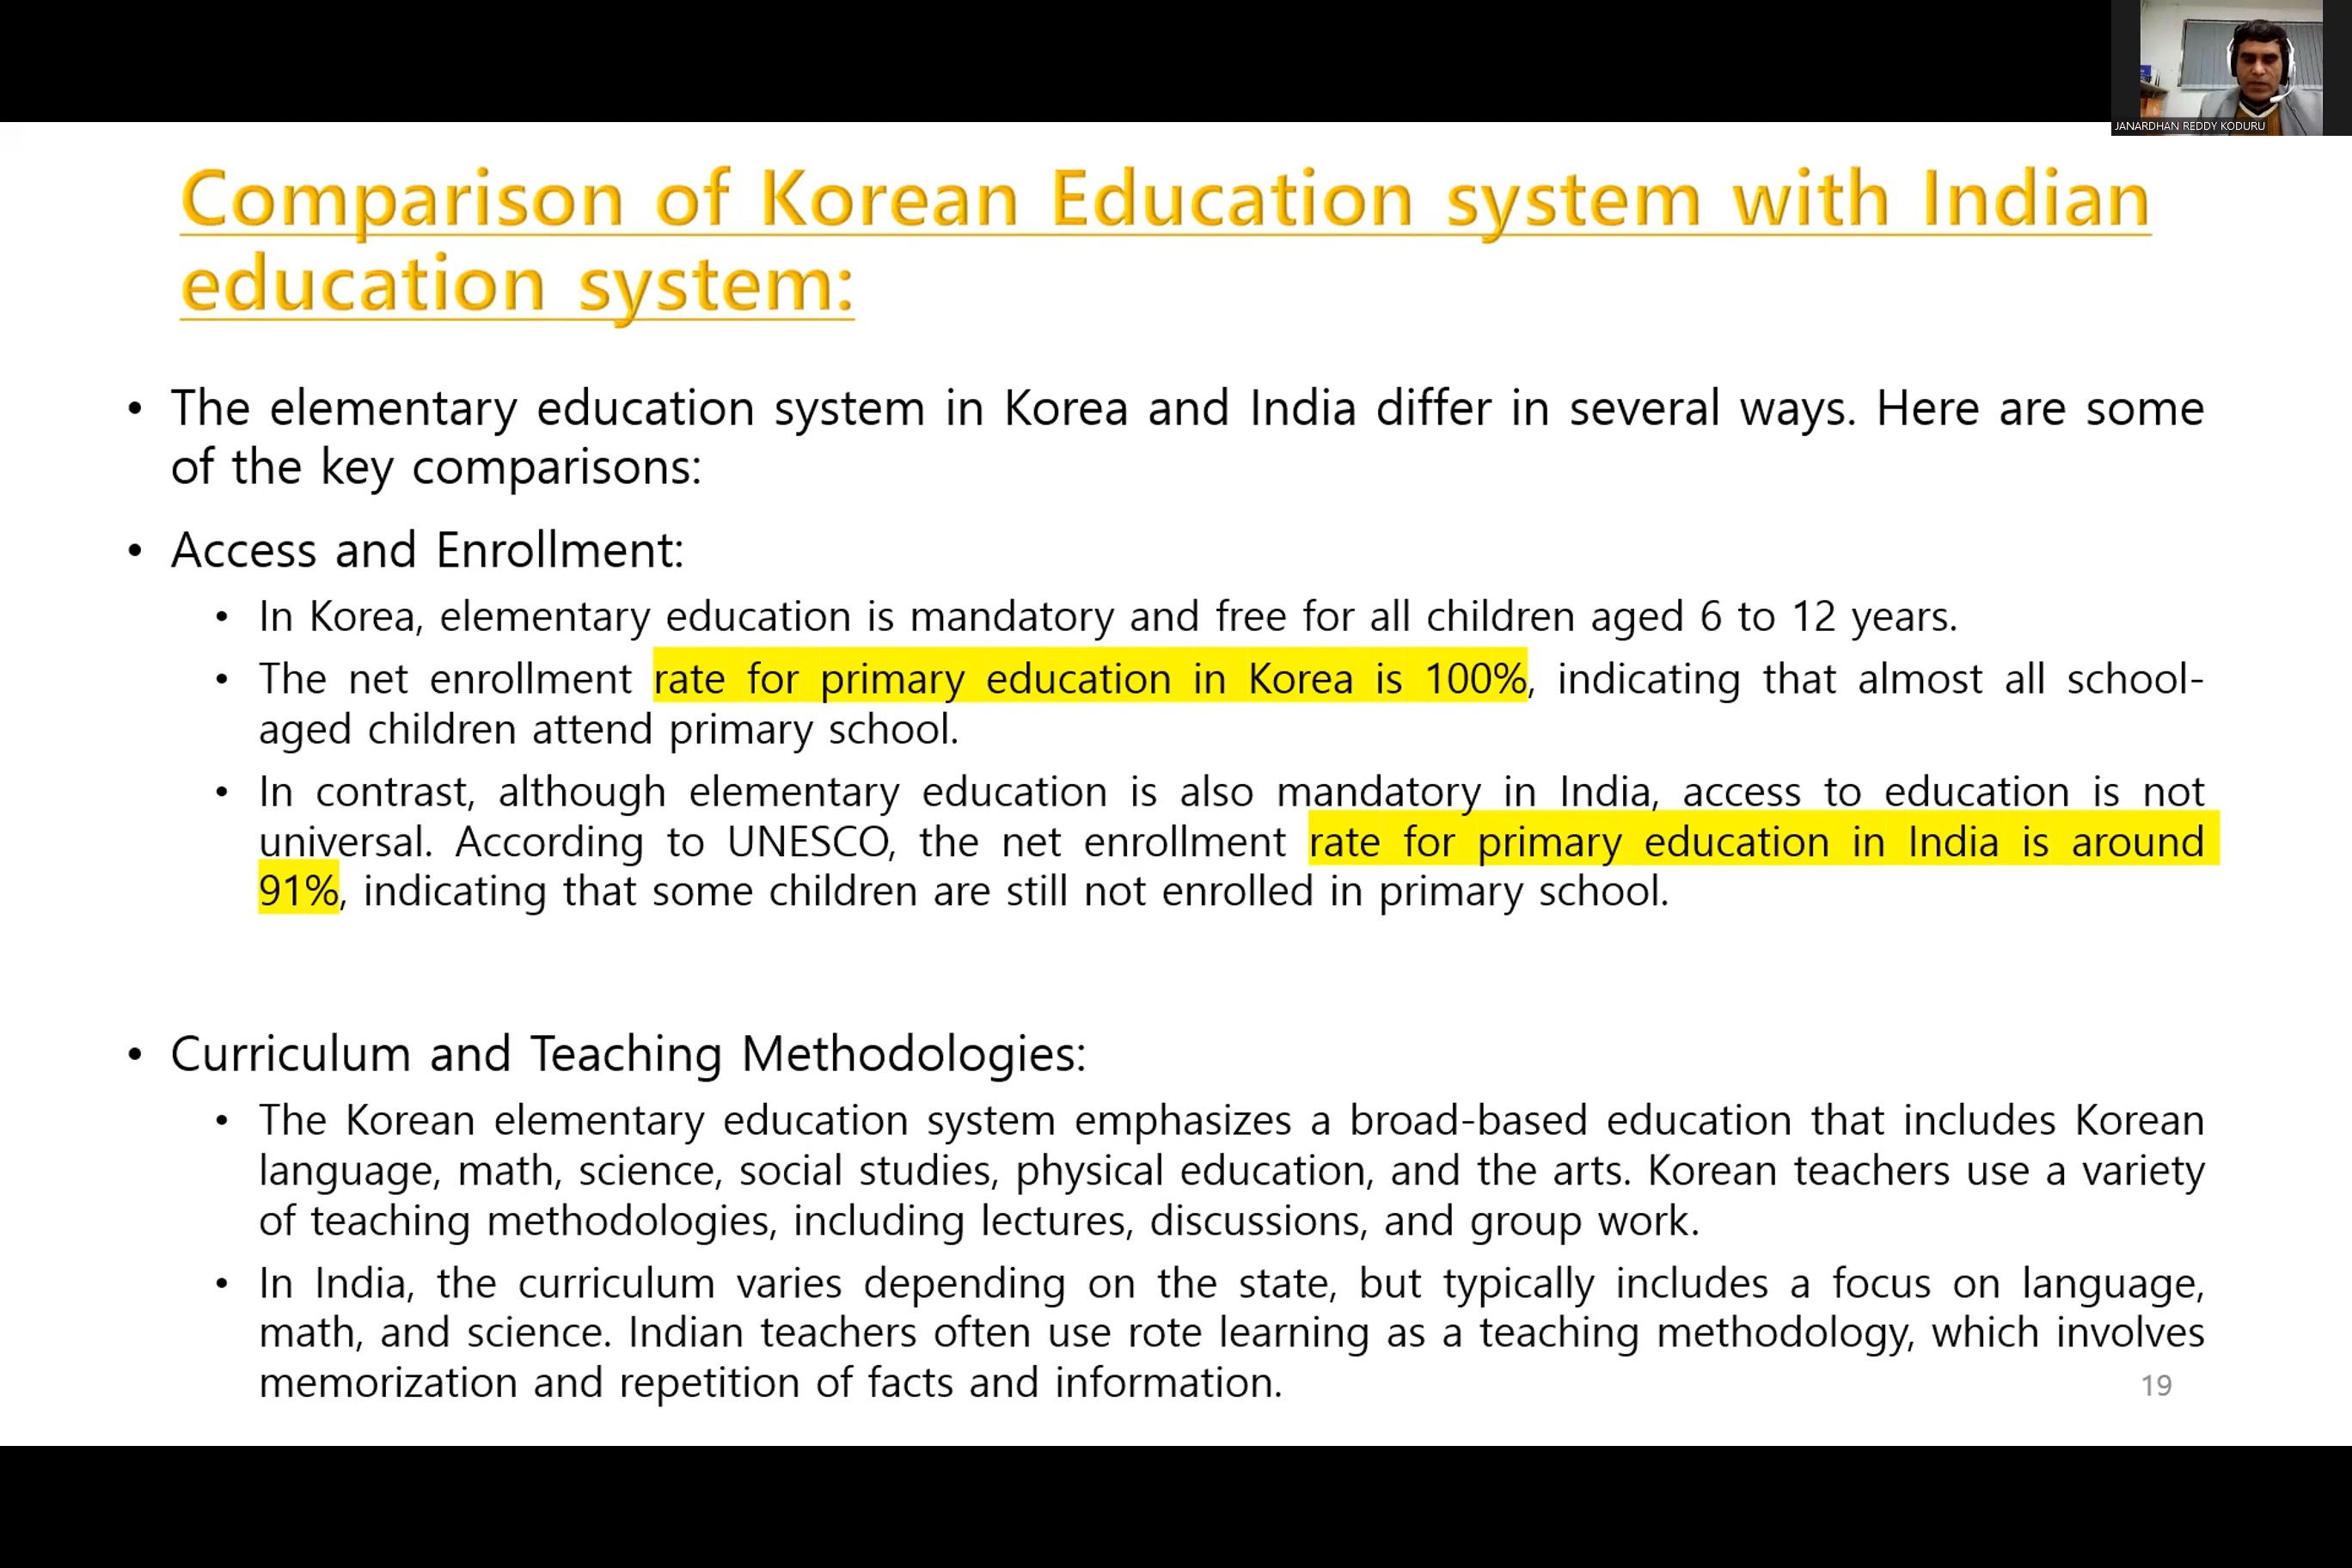 JANARDHAN REDDY KODURU
Comparison of Korean Education system with Indian
education system:
• The elementary education system in Korea and India differ in several ways. Here are some
of the key comparisons:
• Access and Enrollment:
• In Korea, elementary education is mandatory and free for all children aged 6 to 12 years.
• The net enrollment rate for primary education in Korea is 100%, indicating that almost all school-
aged children attend primary school.
• In contrast, although elementary education is also mandatory in India, access to education is not
universal. According to UNESCO, the net enrollment rate for primary education in India is around
91%, indicating that some children are still not enrolled in primary school.
• Curriculum and Teaching Methodologies:
• The Korean elementary education system emphasizes a broad-based education that includes Korean
language, math, science, social studies, physical education, and the arts. Korean teachers use a variety
of teaching methodologies, including lectures, discussions, and group work.
• In India, the curriculum varies depending on the state, but typically includes a focus on language,
math, and science. Indian teachers often use rote learning as a teaching methodology, which involves
memorization and repetition of facts and information.
19